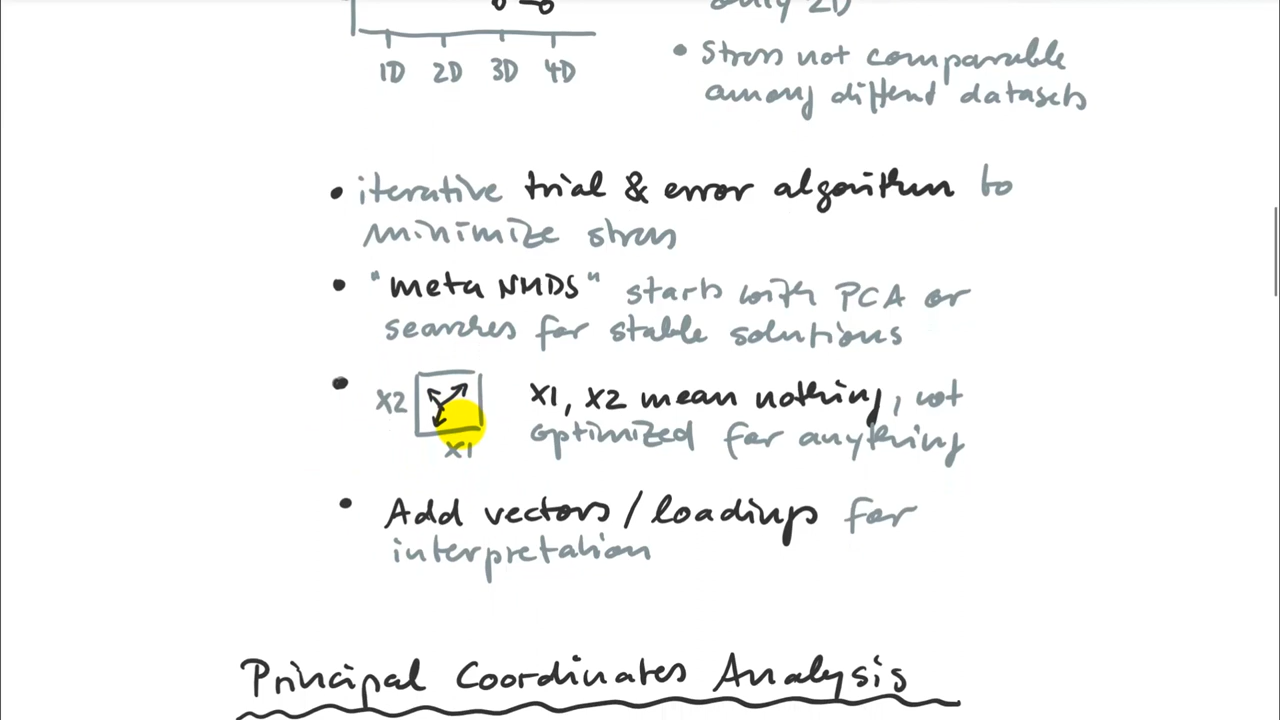 only 2D
1D 2D 3D 4D
• Stress not comparable
among different datasets
• iterative trial & error algorithm to
minimize stress
• "meta NMDS" starts with PCA or
searches for stable solutions
• X2 X1 X1, X2 mean nothing, not
optimized for anything
• Add vectors / loadings for
interpretation
Principal Coordinates Analysis